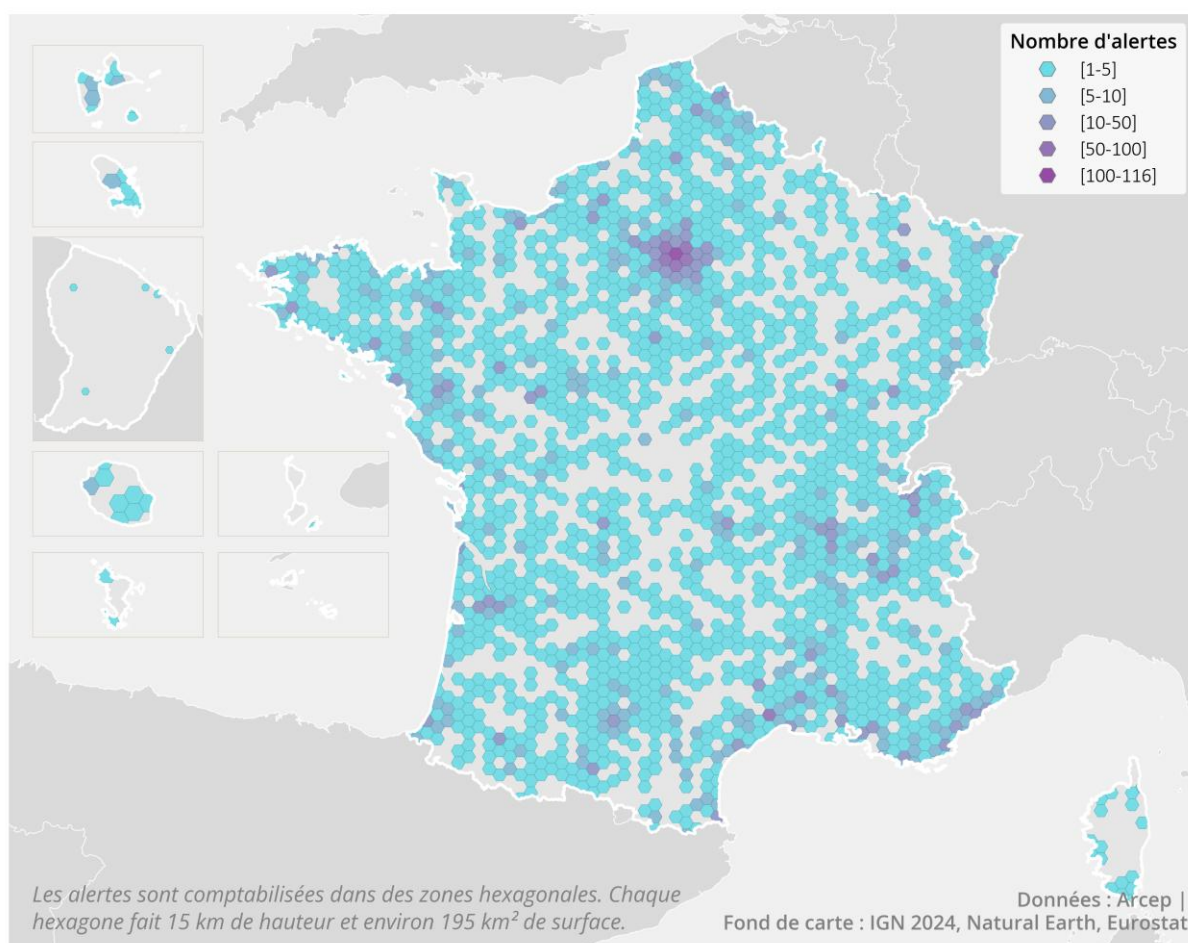 Nombre d'alertes
[1-5]
[5-10]
[10-50]
[50-100]
[100-116]
Les alertes sont comptabilisées dans des zones hexagonales. Chaque
hexagone fait 15 km de hauteur et environ 195 km² de surface.
Données : Arcep |
Fond de carte : IGN 2024, Natural Earth, Eurostat